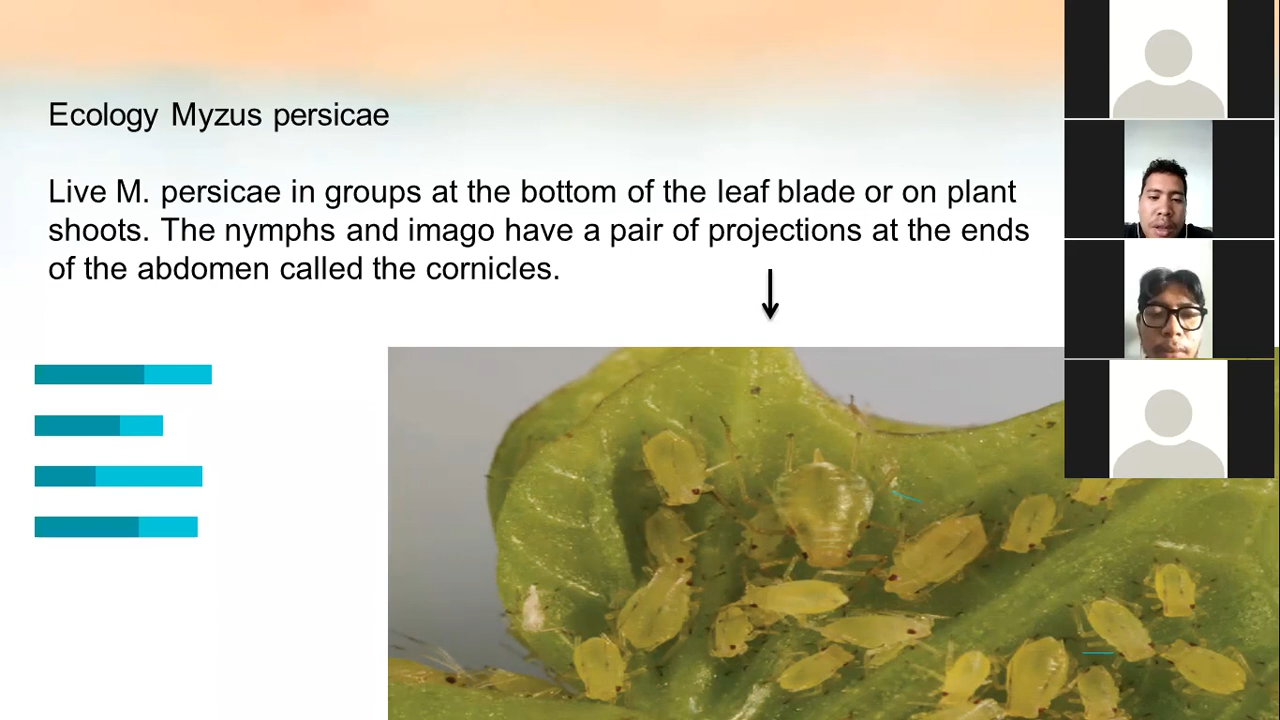 Ecology Myzus persicae
Live M. persicae in groups at the bottom of the leaf blade or on plant
shoots. The nymphs and imago have a pair of projections at the ends
of the abdomen called the cornicles.